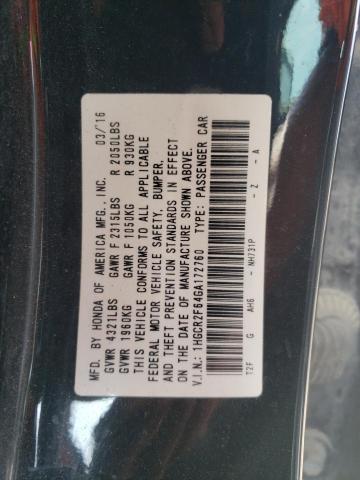 MFD. BY HONDA OF AMERICA MFG., INC. 03/16
GVWR 4321LBS GAWR F 2315LBS R 2050LBS
GVWR 1960KG GAWR F 1050KG R 930KG
THIS VEHICLE CONFORMS TO ALL APPLICABLE
FEDERAL MOTOR VEHICLE SAFETY, BUMPER,
AND THEFT PREVENTION STANDARDS IN EFFECT
ON THE DATE OF MANUFACTURE SHOWN ABOVE.
V.I.N.: 1HGCR2F64GA172760 TYPE: PASSENGER CAR
T2F G AH6 - NH731P - Z - A